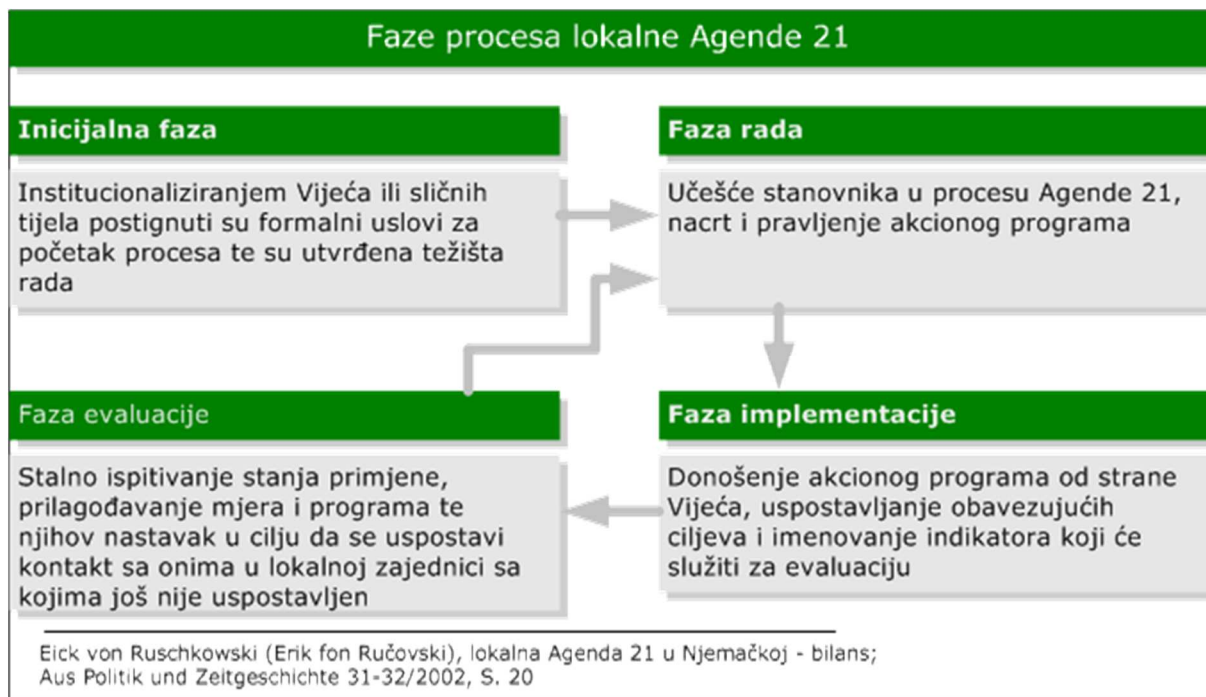 Faze procesa lokalne Agende 21
Inicijalna faza
Institucionaliziranjem Vijeća ili sličnih
tijela postignuti su formalni uslovi za
početak procesa te su utvrđena težišta
rada
Faza rada
Učešće stanovnika u procesu Agende 21,
nacrt i pravljenje akcionog programa
Faza implementacije
Donošenje akcionog programa od strane
Vijeća, uspostavljanje obavezujućih
ciljeva i imenovanje indikatora koji će
služiti za evaluaciju
Faza evaluacije
Stalno ispitivanje stanja primjene,
prilagođavanje mjera i programa te
njihov nastavak u cilju da se uspostavi
kontakt sa onima u lokalnoj zajednici sa
kojima još nije uspostavljen
Eick von Ruschkowski (Erik fon Ručovski), lokalna Agenda 21 u Njemačkoj - bilans;
Aus Politik und Zeitgeschichte 31-32/2002, S. 20